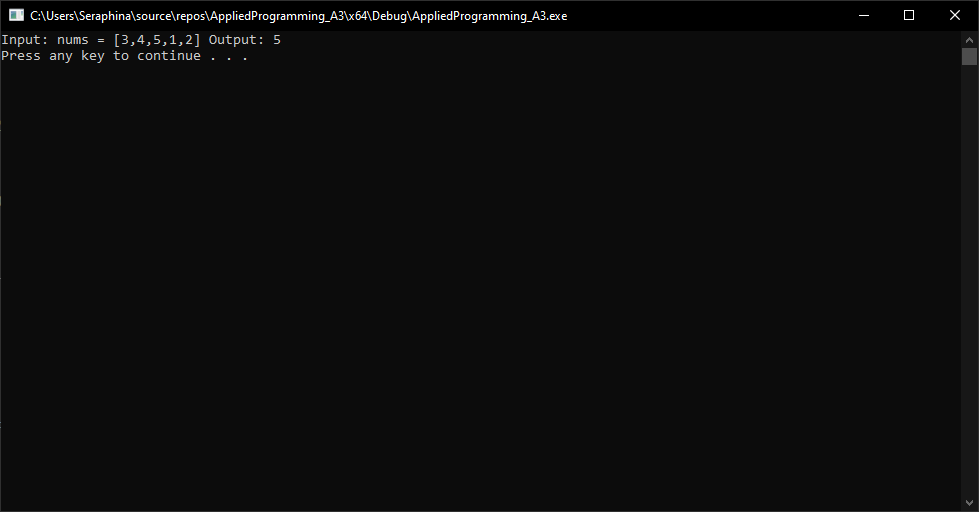 C:\Users\Seraphina\source\repos\AppliedProgramming_A3\x64\Debug\AppliedProgramming_A3.exe
Input: nums = [3,4,5,1,2] Output: 5
Press any key to continue . . .